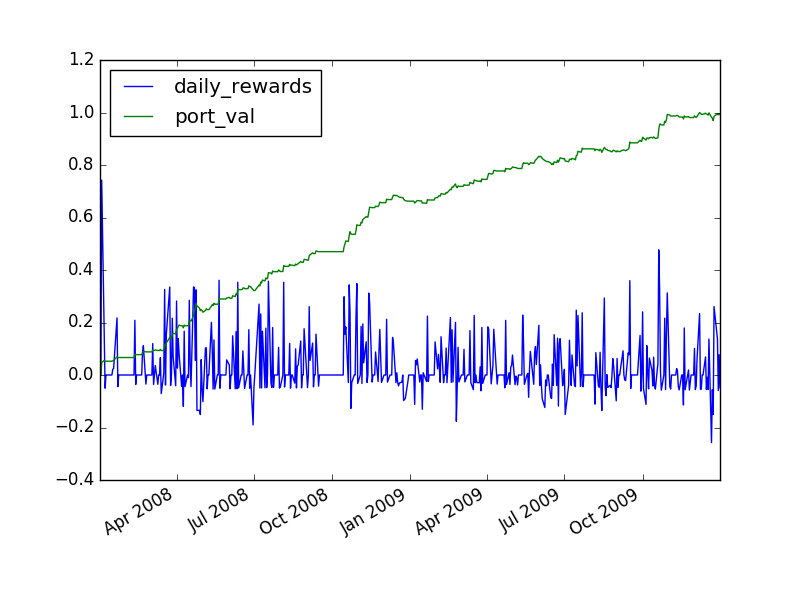 1.2
daily_rewards
port_val
1.0
0.8
0.6
0.4
0.2
0.0
−0.2
−0.4
Apr 2008
Jul 2008
Oct 2008
Jan 2009
Apr 2009
Jul 2009
Oct 2009